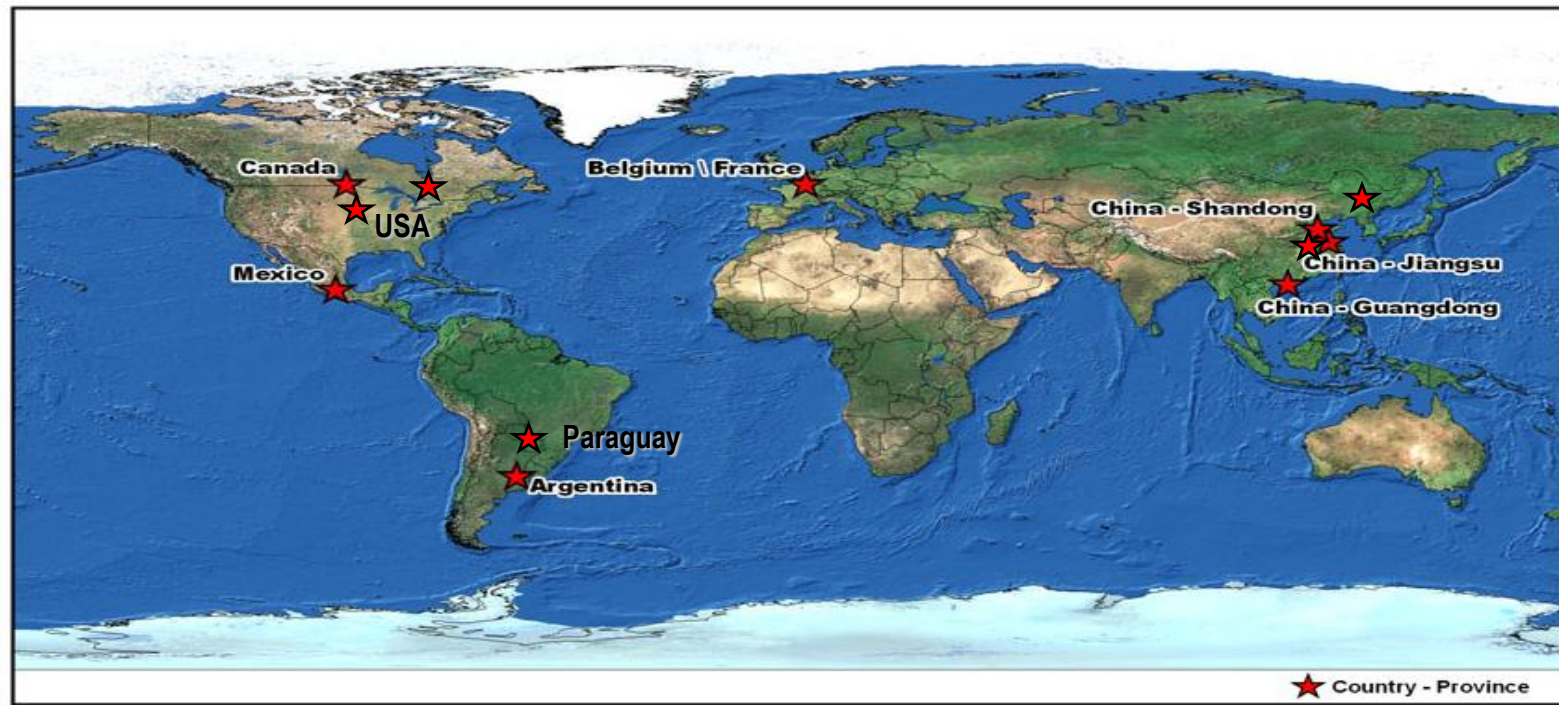 Canada
Belgium \ France
USA
China - Shandong
Mexico
China - Jiangsu
China - Guangdong
Paraguay
Argentina
Country - Province